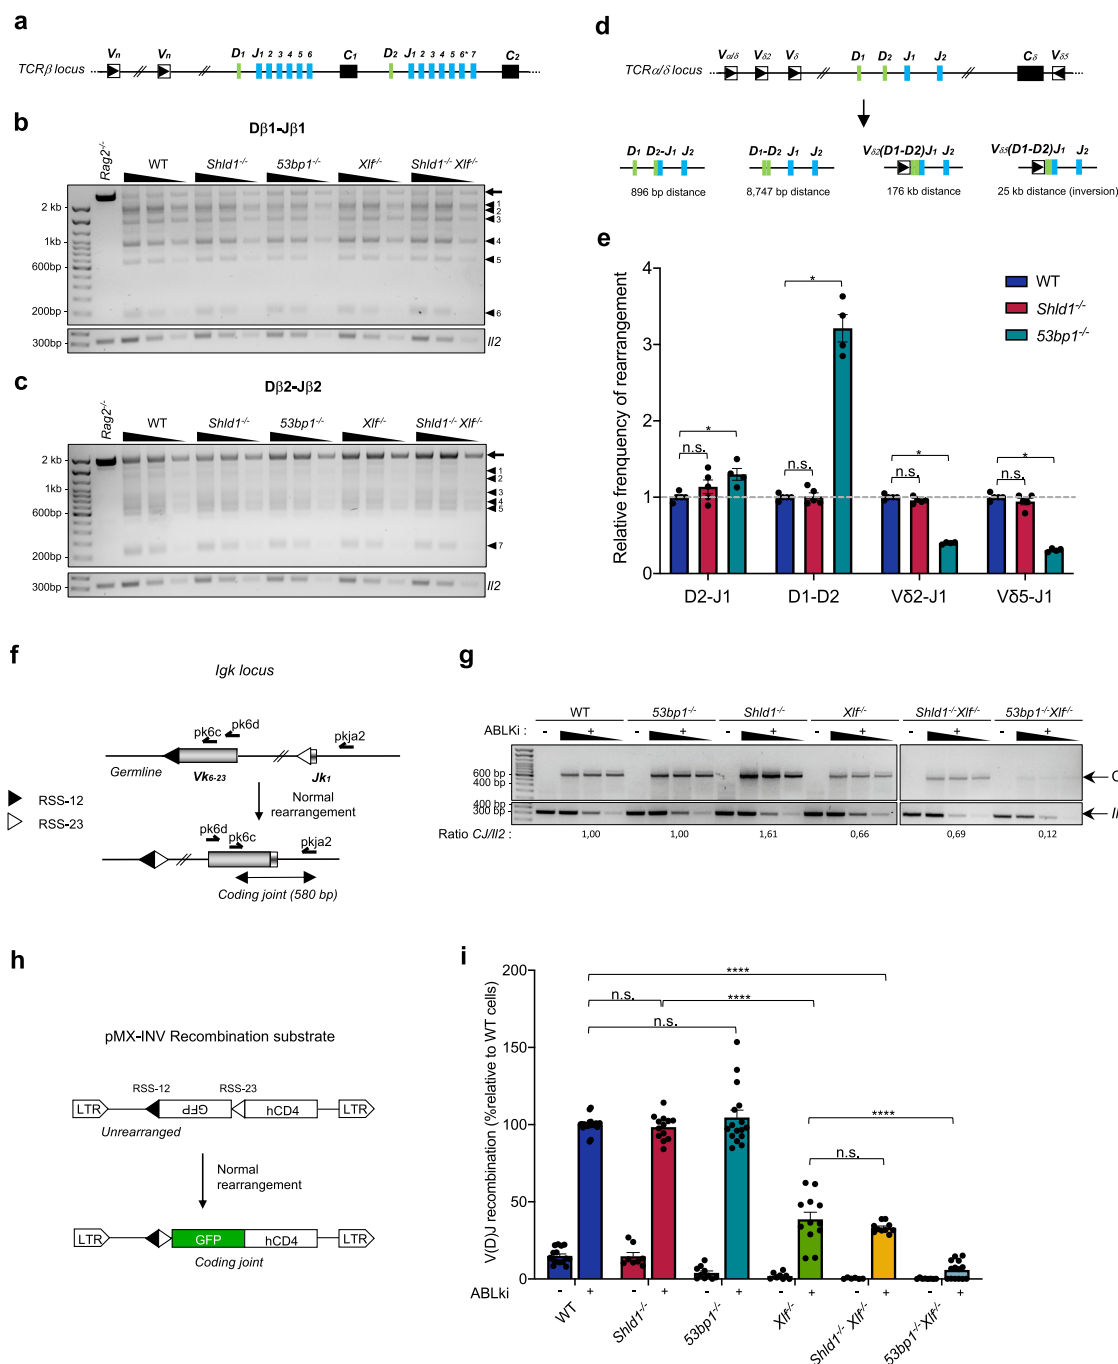 a
Vn Vn D1 J1 2 3 4 5 6 C1 D2 J1 2 3 4 5 6* 7 C2
TCRβ locus
b
Dβ1-Jβ1
Rag2-/- WT Shld1-/- 53bp1-/- Xlf-/- Shld1-/- Xlf-/-
2 kb
1kb
600bp
200bp
300bp
1
2
3
4
5
6
Il2
c
Dβ2-Jβ2
Rag2-/- WT Shld1-/- 53bp1-/- Xlf-/- Shld1-/- Xlf-/-
2 kb
1kb
600bp
200bp
300bp
1
2
3
4
5
7
Il2
d
Vα/δ Vδ2 Vδ D1 D2 J1 J2 Cδ Vδ5
TCRα/δ locus
D1 D2-J1 J2
896 bp distance
D1-D2 J1 J2
8,747 bp distance
Vδ2(D1-D2)J1 J2
176 kb distance
Vδ5(D1-D2)J1 J2
25 kb distance (inversion)
e
Relative frenquency of rearrangement
4
3
2
1
0
WT
Shld1-/-
53bp1-/-
n.s. *
n.s. *
n.s. *
n.s. *
D2-J1 D1-D2 Vδ2-J1 Vδ5-J1
f
Igk locus
pk6c pk6d pkja2
Germline Vk6-23 Jk1
RSS-12
RSS-23
Normal
rearrangement
pk6d pk6c pkja2
Coding joint (580 bp)
g
WT 53bp1-/- Shld1-/- Xlf-/- Shld1-/-Xlf-/- 53bp1-/-Xlf-/-
ABLKi : - + - + - + - + - + - +
600 bp
400 bp
400 bp
300 bp
Ratio CJ/Il2 : 1,00 1,00 1,61 0,66 0,69 0,12
h
pMX-INV Recombination substrate
RSS-12 RSS-23
LTR GFP hCD4 LTR
Unrearranged
Normal
rearrangement
LTR GFP hCD4 LTR
Coding joint
i
V(D)J recombination (%relative to WT cells)
200
150
100
50
0
****
n.s. ****
n.s.
****
n.s.
ABLki - + - + - + - + - + - +
WT Shld1-/- 53bp1-/- Xlf-/- Shld1-/- Xlf-/- 53bp1-/-Xlf-/-